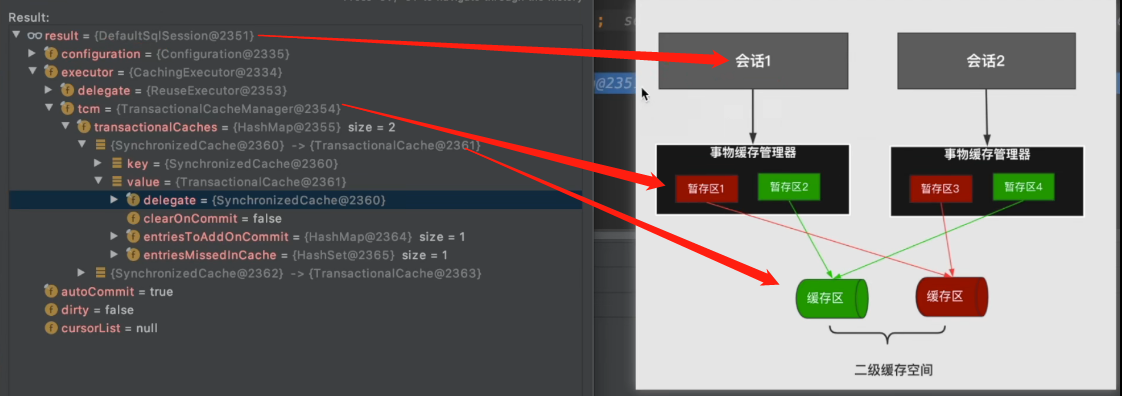 Result:
result = {DefaultSqlSession@2351}
configuration = {Configuration@2335}
executor = {CachingExecutor@2334}
delegate = {ReuseExecutor@2353}
tcm = {TransactionalCacheManager@2354}
transactionalCaches = {HashMap@2355} size = 2
{SynchronizedCache@2360} -> {TransactionalCache@2361}
key = {SynchronizedCache@2360}
value = {TransactionalCache@2361}
delegate = {SynchronizedCache@2360}
clearOnCommit = false
entriesToAddOnCommit = {HashMap@2364} size = 1
entriesMissedInCache = {HashSet@2365} size = 1
{SynchronizedCache@2362} -> {TransactionalCache@2363}
autoCommit = true
dirty = false
cursorList = null
会话1
会话2
事物缓存管理器
事物缓存管理器
暂存区1
暂存区2
暂存区3
暂存区4
缓存区
缓存区
二级缓存空间